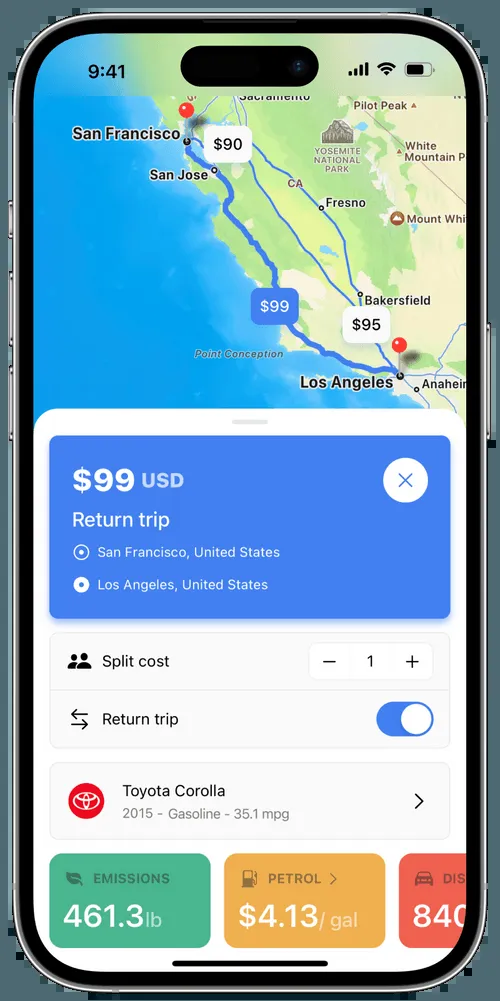 9:41
Sacramento
Pilot Peak
San Francisco
$90
YOSEMITE
NATIONAL
PARK
White
Mountain P
San Jose
CA
Fresno
Mount Whi
$99
Bakersfield
$95
Point Conception
Los Angeles
Anaheim
$99 USD
Return trip
San Francisco, United States
Los Angeles, United States
Split cost
1
Return trip
Toyota Corolla
2015 - Gasoline - 35.1 mpg
EMISSIONS
PETROL
DIS
461.3lb
$4.13/ gal
840